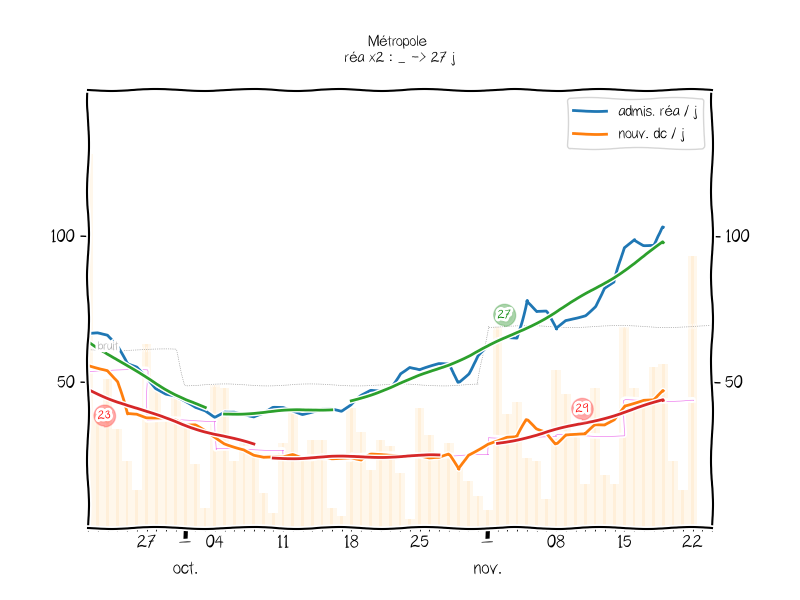 Métropole
réa x2 : _ -> 27 j
admis. réa / j
nouv. dc / j
100
100
27
bruit
50
50
23
29
27
04
11
18
25
08
15
22
oct.
nov.